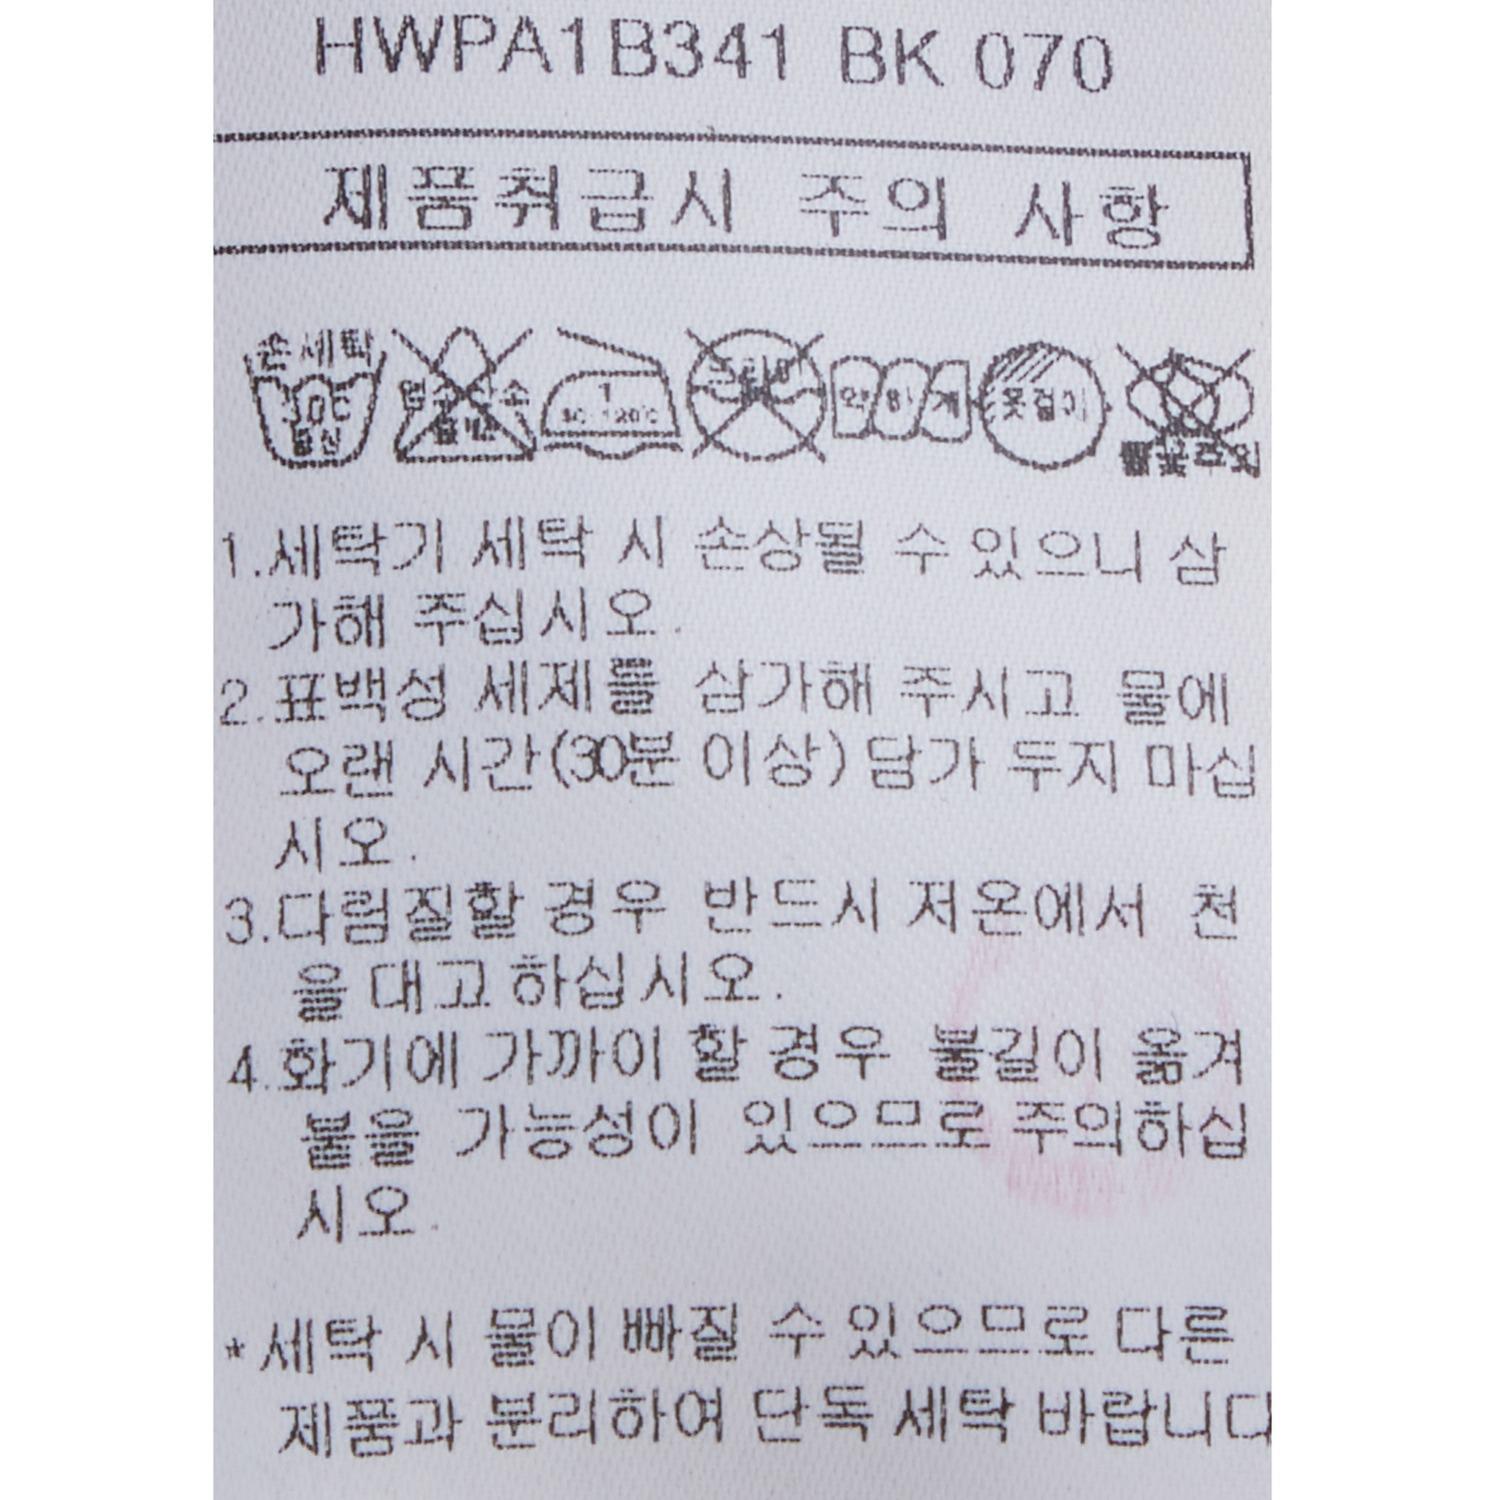 HWPA1B341 BK 070
제품취급시 주의 사항
손세탁
30℃
중성
염소표백
1
80-120℃
드라이
약하게
옷걸이
불꽃주의
1.세탁기 세탁 시 손상될 수 있으니 삼
가해 주십시오.
2.표백성 세제를 삼가해 주시고 물에
오랜 시간(30분 이상)담가 두지 마십
시오.
3.다림질할 경우 반드시 저온에서 천
을 대고 하십시오.
4.화기에 가까이 할 경우 불길이 옮겨
붙을 가능성이 있으므로 주의하십
시오.
*세탁 시 물이 빠질 수 있으므로 다른
제품과 분리하여 단독 세탁 바랍니다